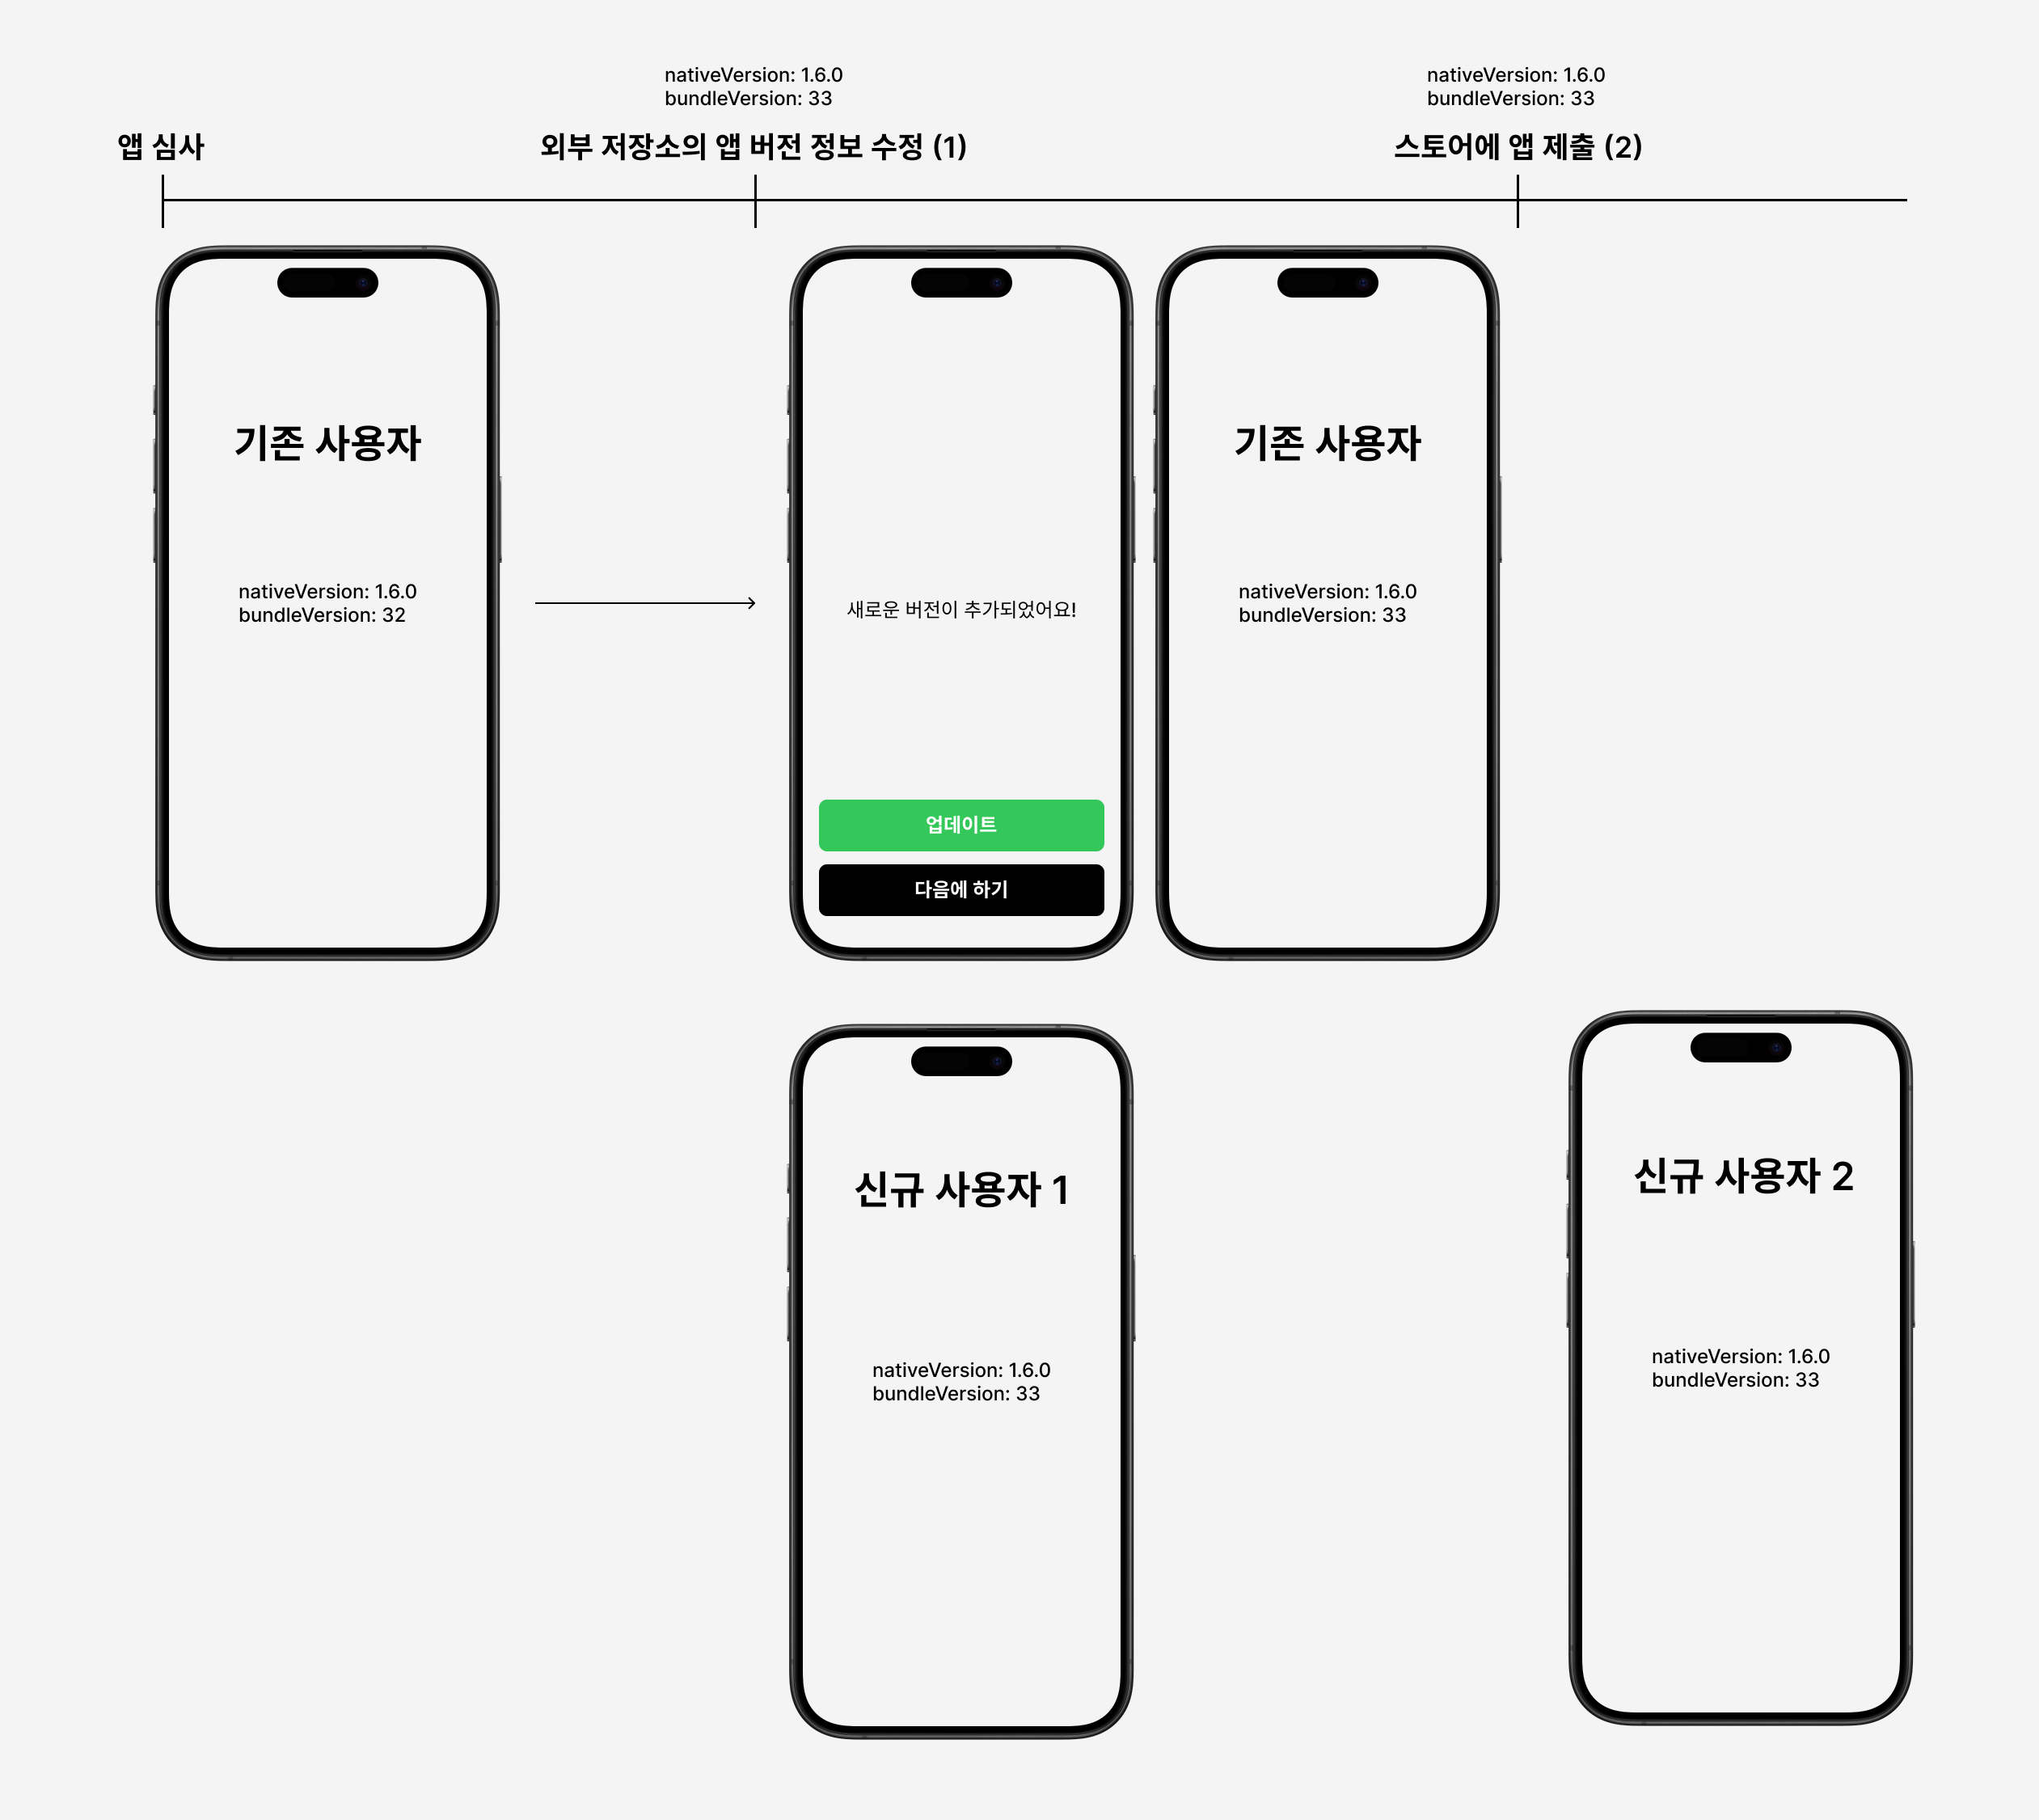 nativeVersion: 1.6.0
bundleVersion: 33
nativeVersion: 1.6.0
bundleVersion: 33
앱 심사
외부 저장소의 앱 버전 정보 수정 (1)
스토어에 앱 제출 (2)
기존 사용자
nativeVersion: 1.6.0
bundleVersion: 32
새로운 버전이 추가되었어요!
업데이트
다음에 하기
기존 사용자
nativeVersion: 1.6.0
bundleVersion: 33
신규 사용자 1
nativeVersion: 1.6.0
bundleVersion: 33
신규 사용자 2
nativeVersion: 1.6.0
bundleVersion: 33